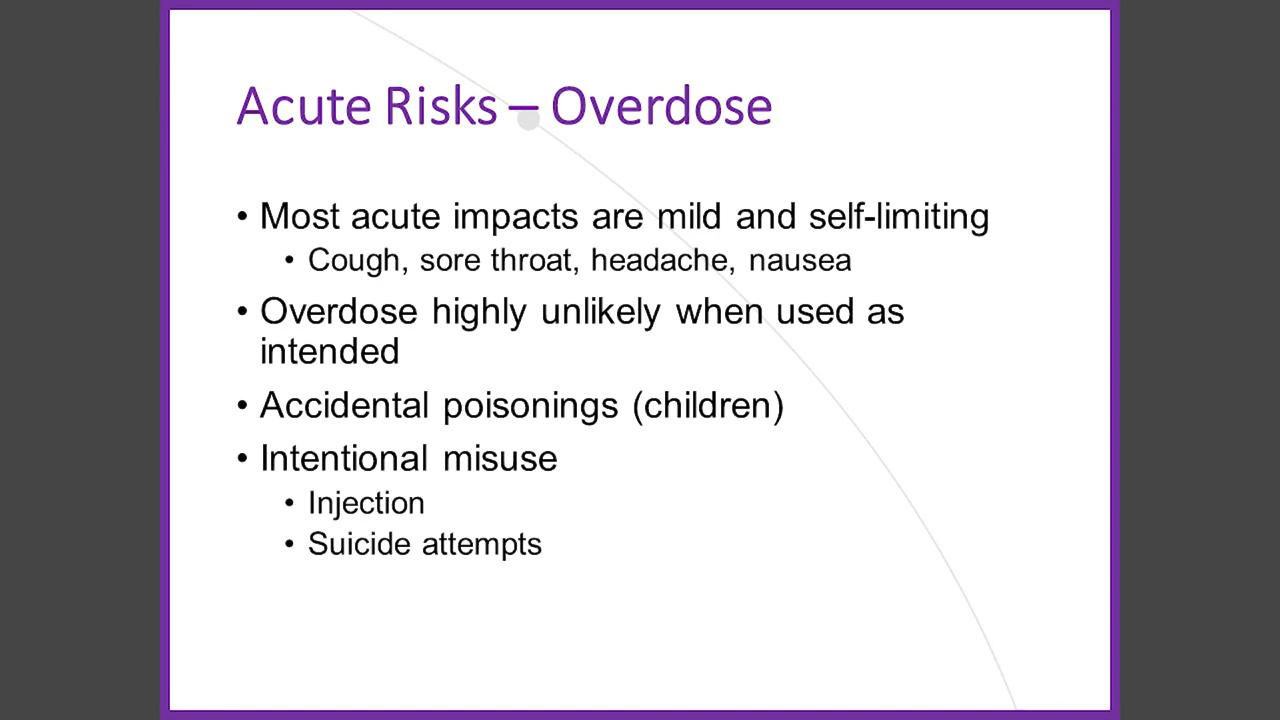 Acute Risks – Overdose
• Most acute impacts are mild and self-limiting
• Cough, sore throat, headache, nausea
• Overdose highly unlikely when used as
intended
• Accidental poisonings (children)
• Intentional misuse
• Injection
• Suicide attempts